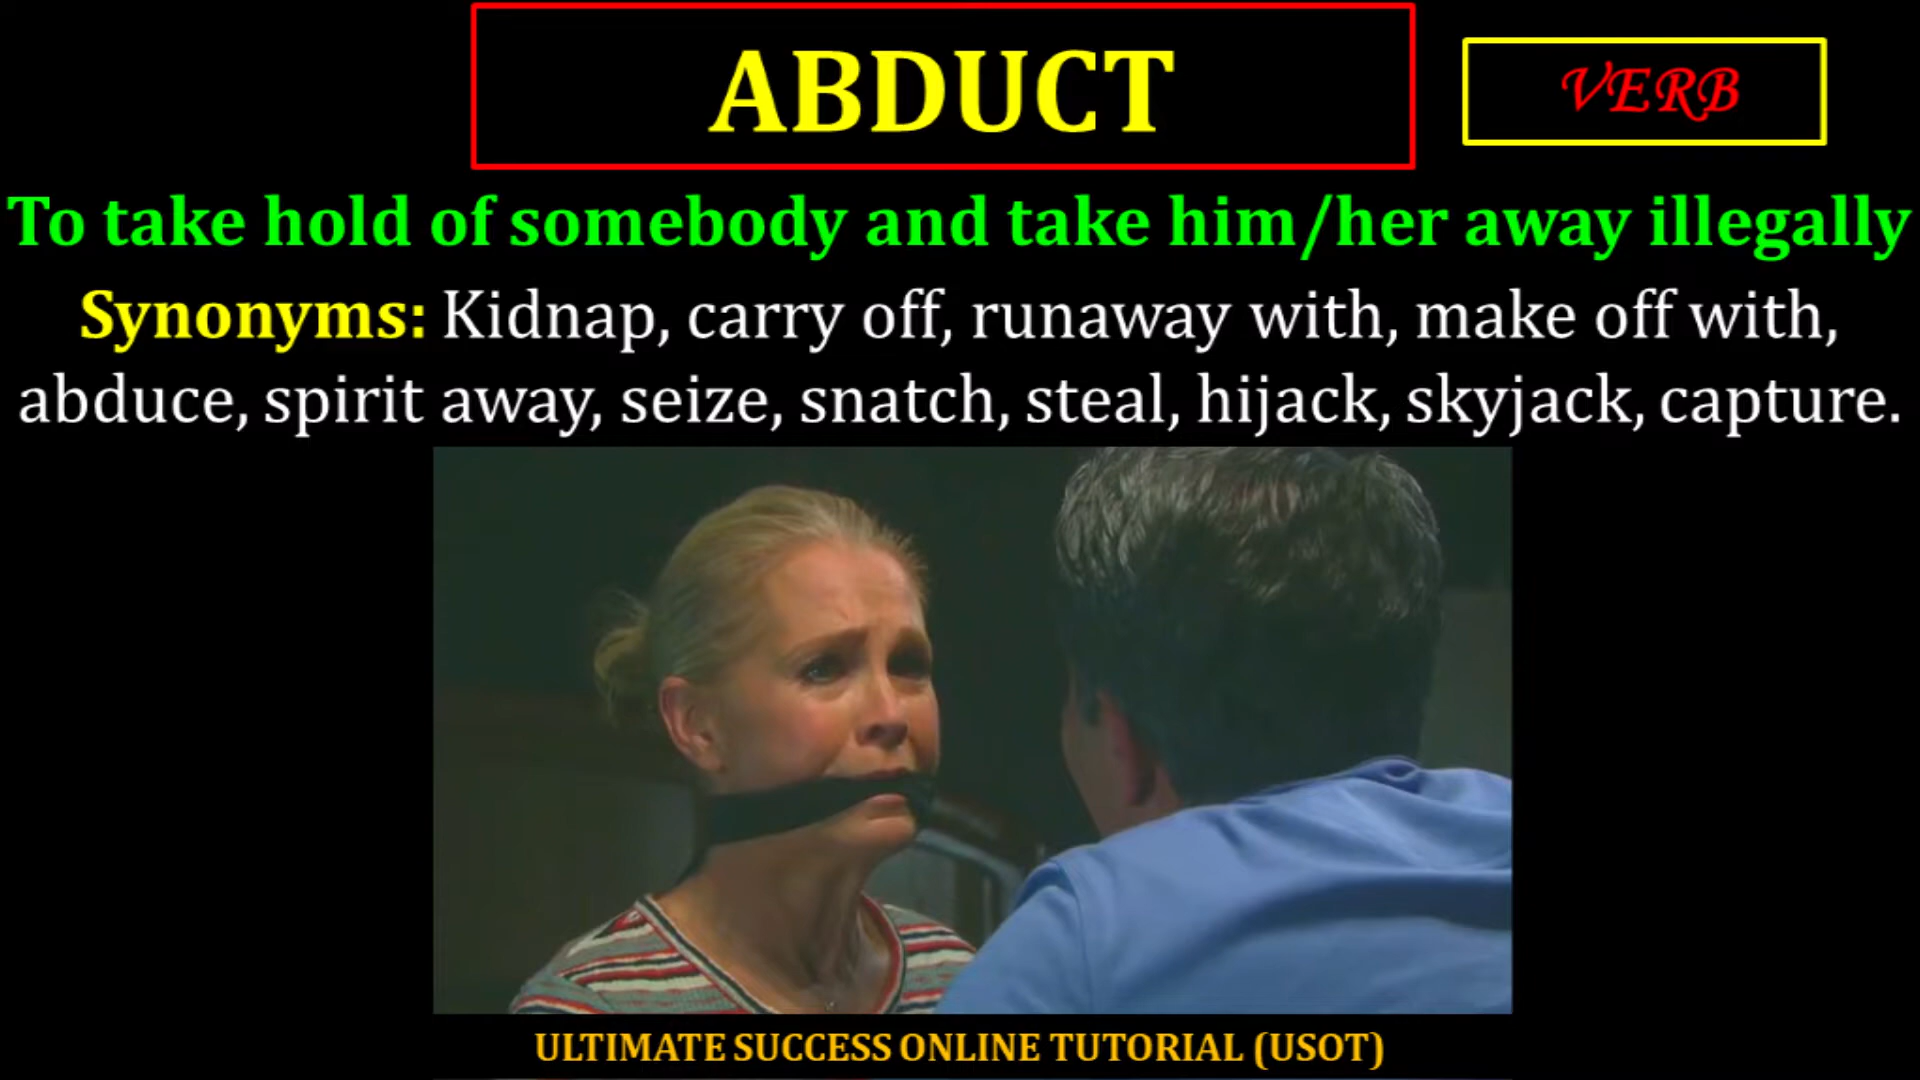 ABDUCT
VERB
To take hold of somebody and take him/her away illegally
Synonyms: Kidnap, carry off, runaway with, make off with,
abduce, spirit away, seize, snatch, steal, hijack, skyjack, capture.
ULTIMATE SUCCESS ONLINE TUTORIAL (USOT)